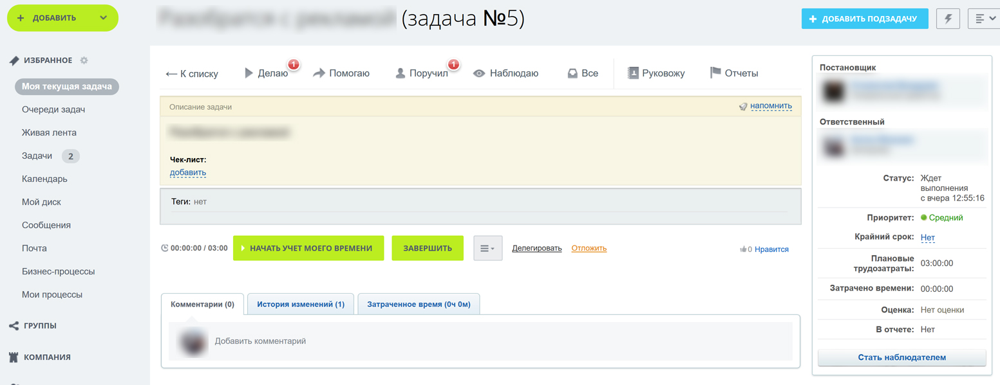 ДОБАВИТЬ
(задача №5)
ДОБАВИТЬ ПОДЗАДАЧУ
ИЗБРАННОЕ
Моя текущая задача
Очереди задач
Живая лента
Задачи 2
Календарь
Мой диск
Сообщения
Почта
Бизнес-процессы
Мои процессы
ГРУППЫ
КОМПАНИЯ
К списку Делаю 1 Помогаю Поручил 1 Наблюдаю Все Руковожу Отчеты
Описание задачи напомнить
Чек-лист:
добавить
Теги: нет
00:00:00 / 03:00 НАЧАТЬ УЧЕТ МОЕГО ВРЕМЕНИ ЗАВЕРШИТЬ Делегировать Отложить 0 Нравится
Комментарии (0) История изменений (1) Затраченное время (0ч 0м)
Добавить комментарий
Постановщик
Ответственный
Статус: Ждет
выполнения
с вчера 12:55:16
Приоритет: Средний
Крайний срок: Нет
Плановые
трудозатраты: 03:00:00
Затрачено времени: 00:00:00
Оценка: Нет оценки
В отчете: Нет
Стать наблюдателем